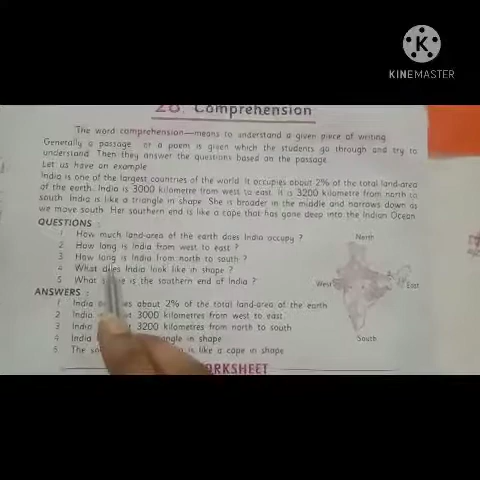 K
KINEMASTER
Comprehension
The word comprehension—means to understand a given piece of writing
Generally a passage or a poem is given which the students go through and try to
understand Then they answer the questions based on the passage
Let us have an example
India is one of the largest countries of the world. It occupies about 2% of the total land-area
of the earth. India is 3000 kilometre from west to east. It is 3200 kilometre from north to
south. India is like a triangle in shape. She is broader in the middle and narrows down as
we move south. Her southern end is like a cape that has gone deep into the Indian Ocean
QUESTIONS :
1 How much land-area of the earth does India occupy ?
2 How long is India from west to east ?
3 How long is India from north to south ?
4 What does India look like in shape ?
5 What is the southern end of India ?
North
West
East
South
ANSWERS :
1 India about 2% of the total land-area of the earth
2 India 3000 kilometres from west to east.
3 India 3200 kilometres from north to south
4 India in shape
5 The is like a cape in shape
WORKSHEET